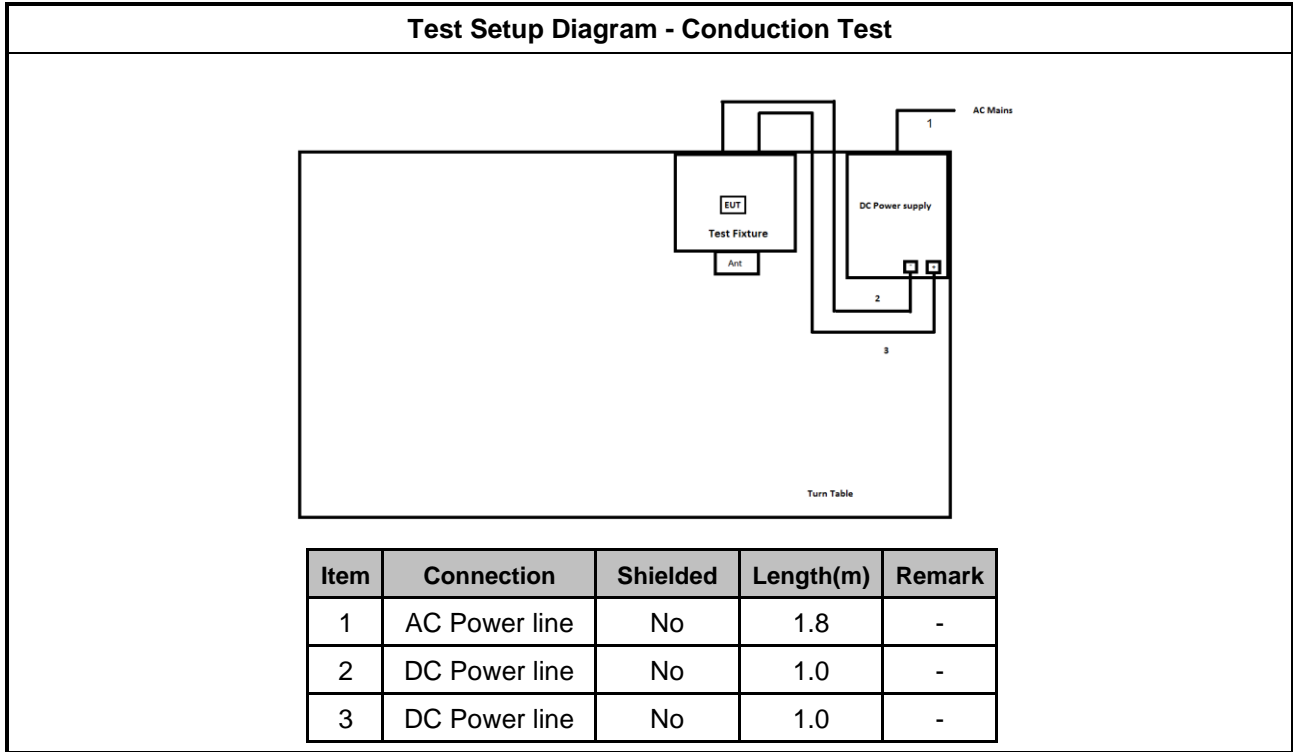 Test Setup Diagram - Conduction Test
AC Mains
1
EUT
DC Power supply
Test Fixture
Ant
- +
2
3
Turn Table
Item Connection Shielded Length(m) Remark
1 AC Power line No 1.8 -
2 DC Power line No 1.0 -
3 DC Power line No 1.0 -